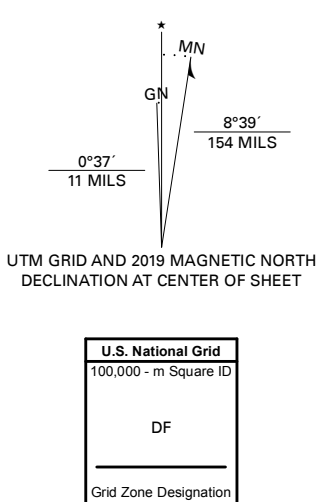 ★
MN
GN
8°39´
154 MILS
0°37´
11 MILS
UTM GRID AND 2019 MAGNETIC NORTH
DECLINATION AT CENTER OF SHEET
U.S. National Grid
100,000 - m Square ID
DF
Grid Zone Designation